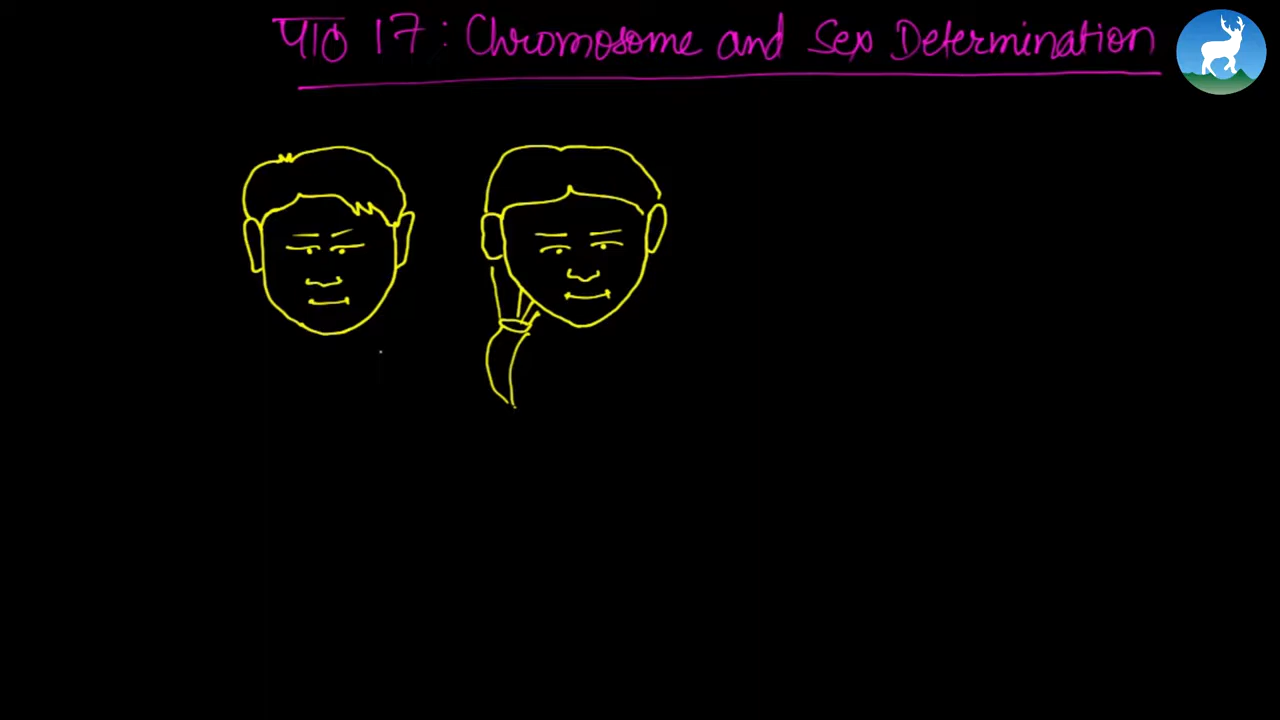 पाठ 17 : Chromosome and Sex Determination